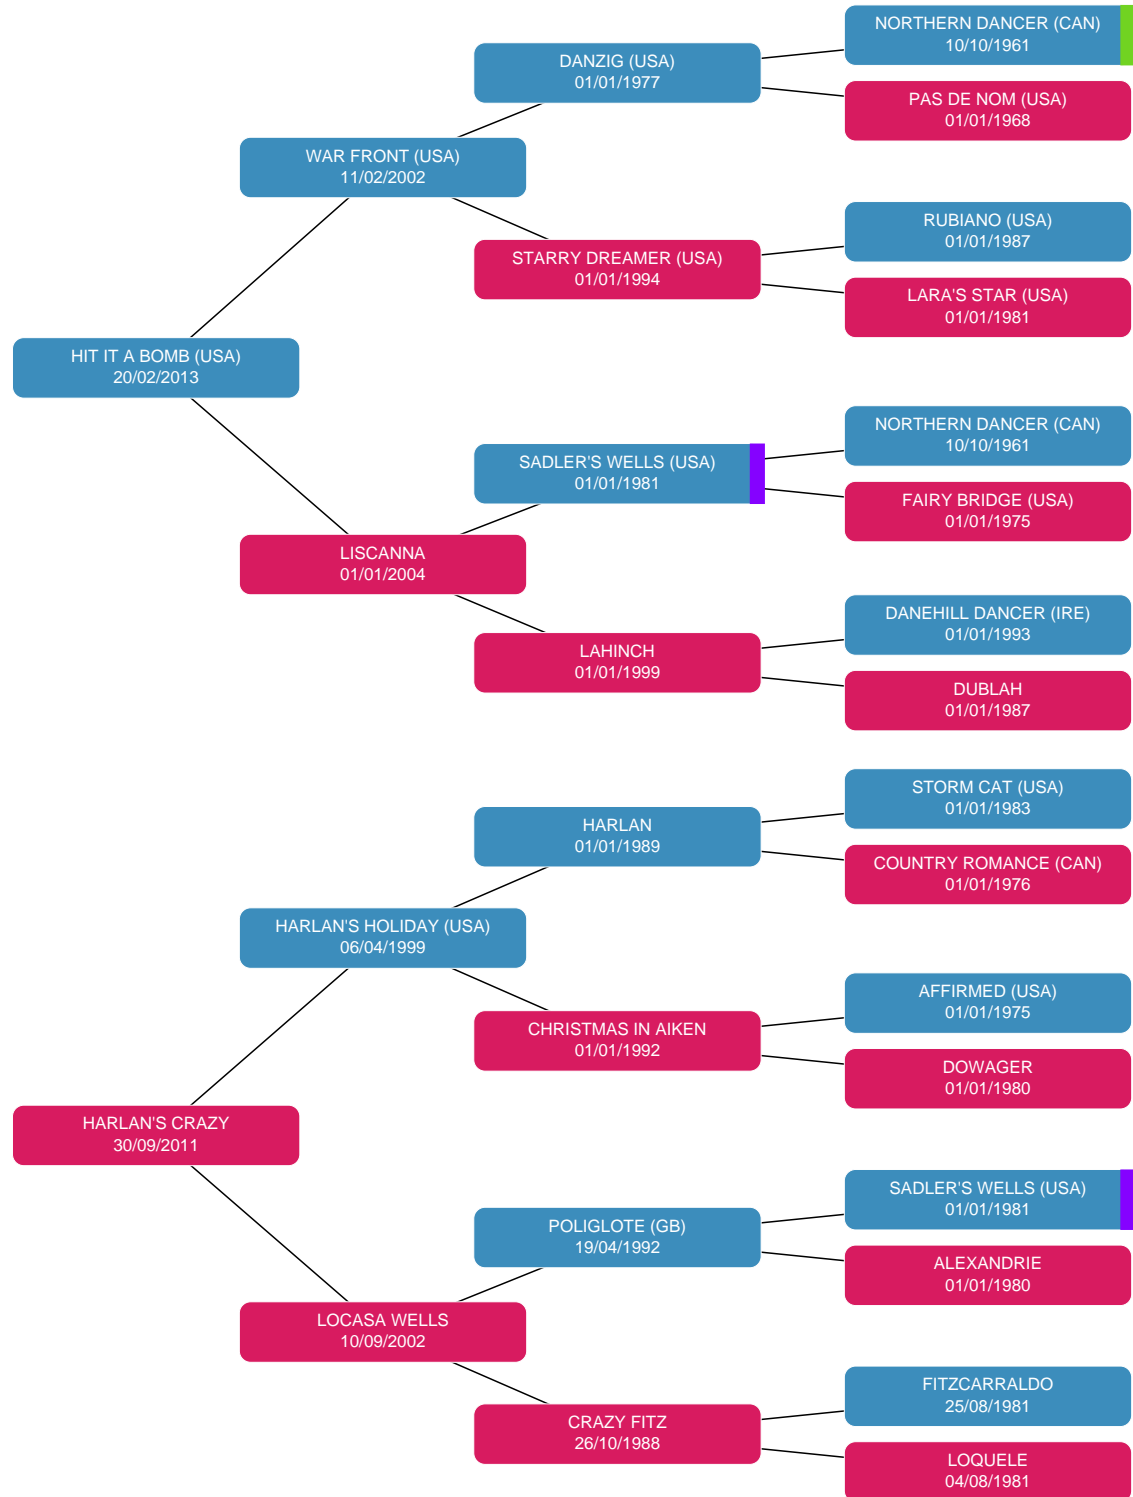 NORTHERN DANCER (CAN)
10/10/1961
DANZIG (USA)
01/01/1977
PAS DE NOM (USA)
01/01/1968
WAR FRONT (USA)
11/02/2002
RUBIANO (USA)
01/01/1987
STARRY DREAMER (USA)
01/01/1994
LARA'S STAR (USA)
01/01/1981
HIT IT A BOMB (USA)
20/02/2013
NORTHERN DANCER (CAN)
10/10/1961
SADLER'S WELLS (USA)
01/01/1981
FAIRY BRIDGE (USA)
01/01/1975
LISCANNA
01/01/2004
DANEHILL DANCER (IRE)
01/01/1993
LAHINCH
01/01/1999
DUBLAH
01/01/1987
STORM CAT (USA)
01/01/1983
HARLAN
01/01/1989
COUNTRY ROMANCE (CAN)
01/01/1976
HARLAN'S HOLIDAY (USA)
06/04/1999
AFFIRMED (USA)
01/01/1975
CHRISTMAS IN AIKEN
01/01/1992
DOWAGER
01/01/1980
HARLAN'S CRAZY
30/09/2011
SADLER'S WELLS (USA)
01/01/1981
POLIGLOTE (GB)
19/04/1992
ALEXANDRIE
01/01/1980
LOCASA WELLS
10/09/2002
FITZCARRALDO
25/08/1981
CRAZY FITZ
26/10/1988
LOQUELE
04/08/1981